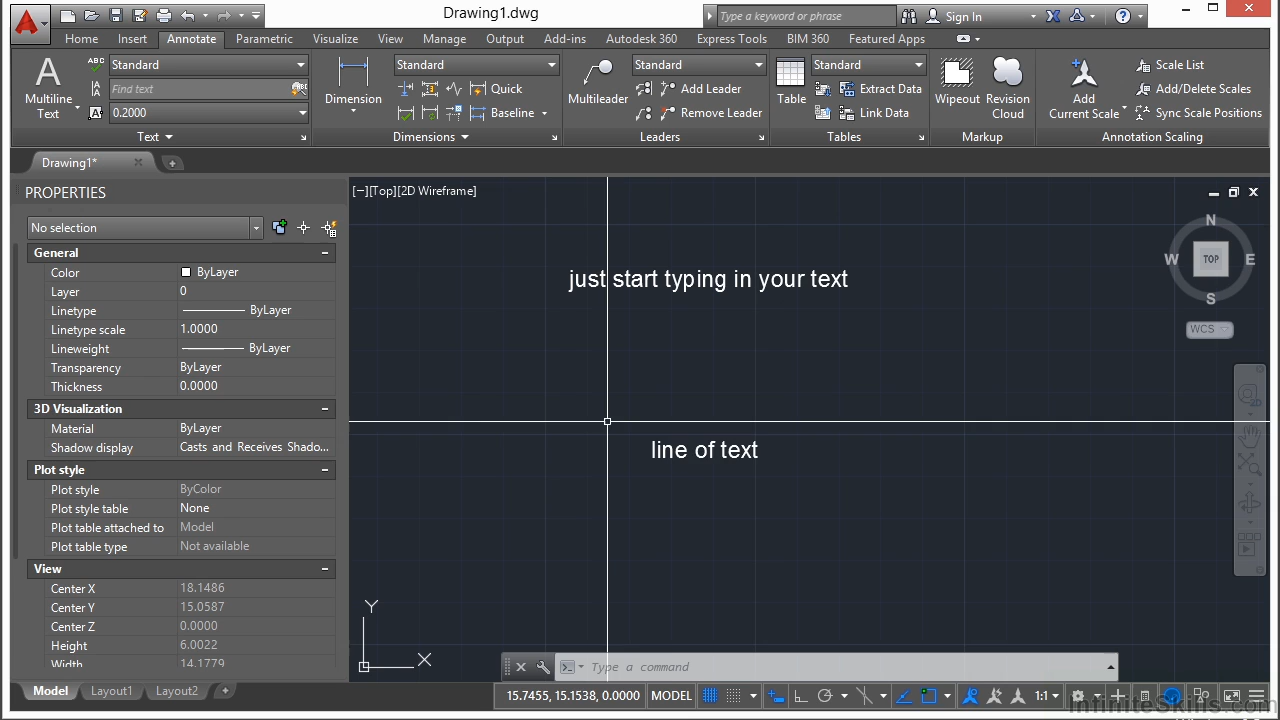 Drawing1.dwg
Type a keyword or phrase
Sign In
Home Insert Annotate Parametric Visualize View Manage Output Add-ins Autodesk 360 Express Tools BIM 360 Featured Apps
A
Multiline
Text
ABC
Standard
Find text
ABC
0.2000
Text
Dimension
Standard
Quick
Baseline
Dimensions
Multileader
Standard
Add Leader
Remove Leader
Leaders
Table
Standard
Extract Data
Link Data
Tables
Wipeout
Revision
Cloud
Markup
Add
Current Scale
Scale List
Add/Delete Scales
Sync Scale Positions
Annotation Scaling
Drawing1*
PROPERTIES
No selection
General
Color ByLayer
Layer 0
Linetype ByLayer
Linetype scale 1.0000
Lineweight ByLayer
Transparency ByLayer
Thickness 0.0000
3D Visualization
Material ByLayer
Shadow display Casts and Receives Shado...
Plot style
Plot style ByColor
Plot style table None
Plot table attached to Model
Plot table type Not available
View
Center X 18.1486
Center Y 15.0587
Center Z 0.0000
Height 6.0022
Width 14.1779
[−][Top][2D Wireframe]
just start typing in your text
line of text
N
W TOP E
S
WCS
2D
Y
X
Type a command
Model Layout1 Layout2
15.7455, 15.1538, 0.0000 MODEL 1:1
InfiniteSkills.com